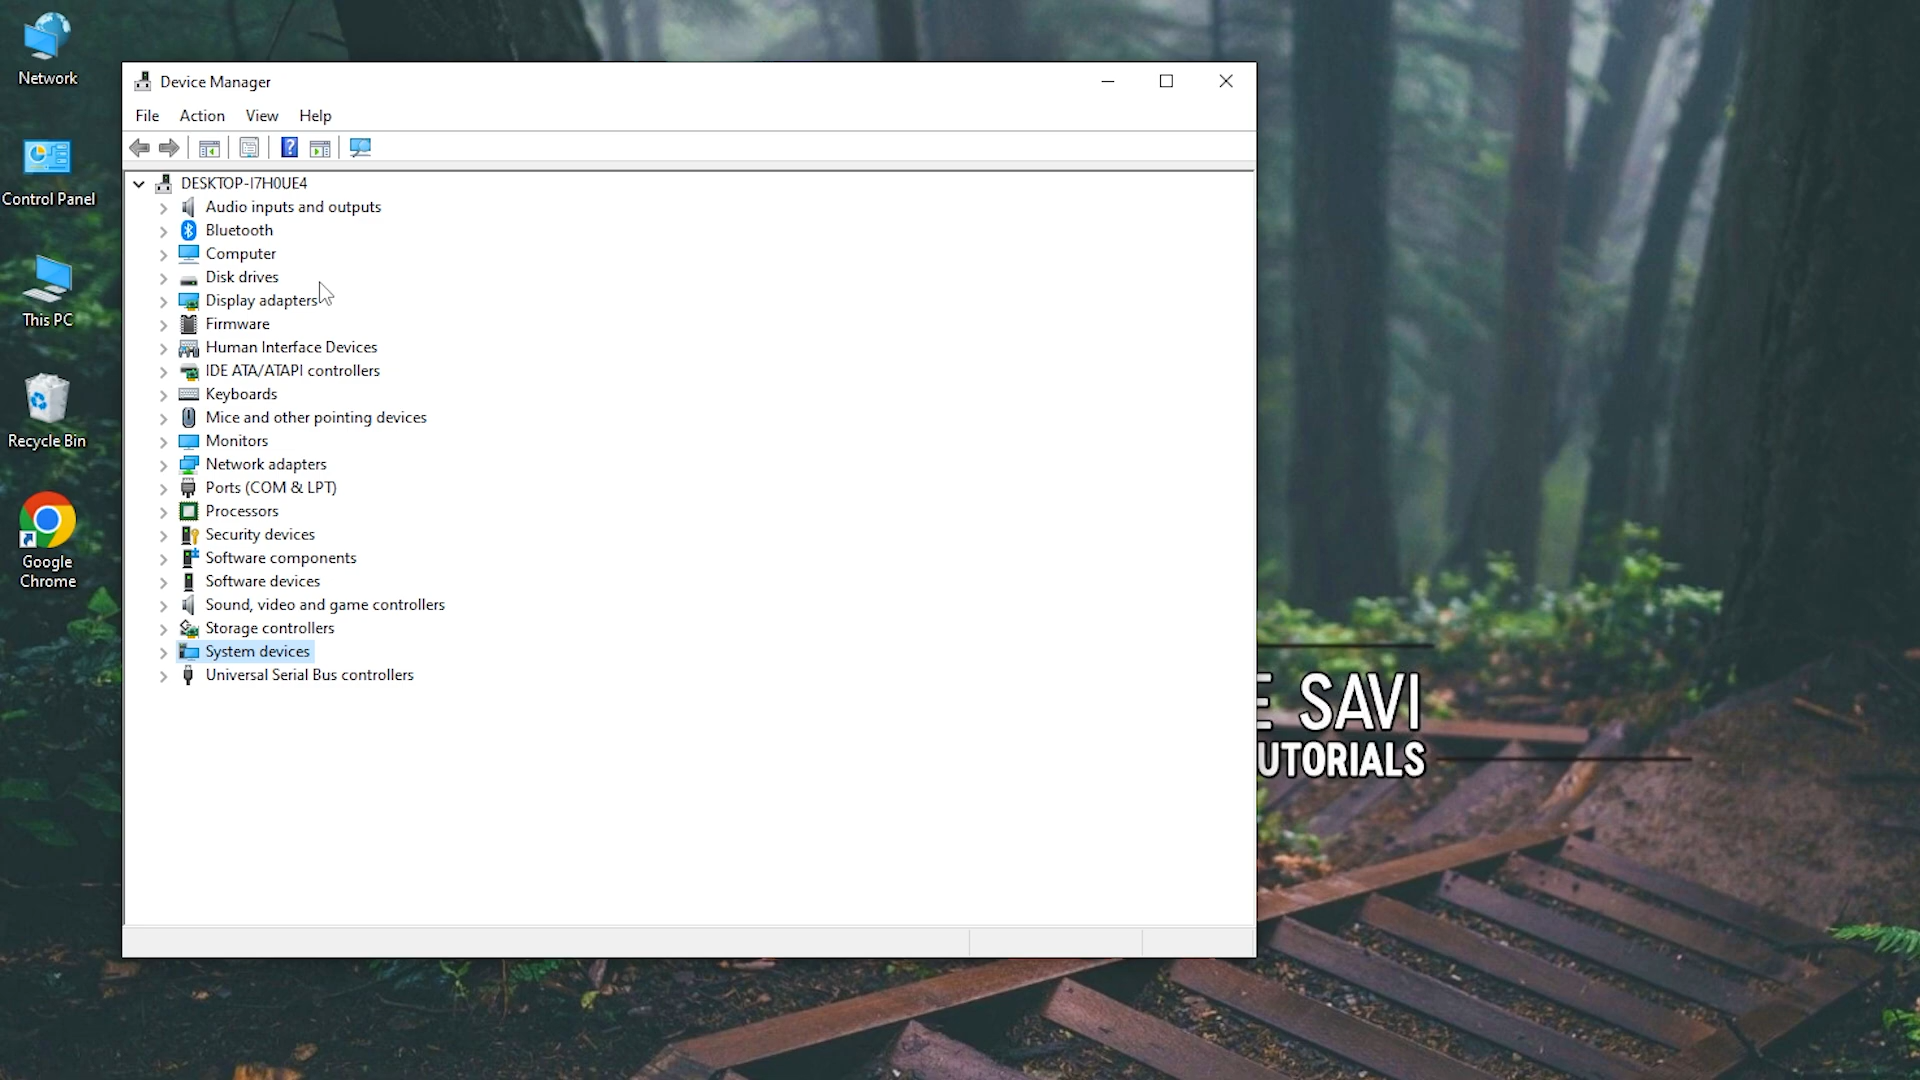 Network
Control Panel
This PC
Recycle Bin
Google
Chrome
Device Manager
File Action View Help
DESKTOP-I7H0UE4
Audio inputs and outputs
Bluetooth
Computer
Disk drives
Display adapters
Firmware
Human Interface Devices
IDE ATA/ATAPI controllers
Keyboards
Mice and other pointing devices
Monitors
Network adapters
Ports (COM & LPT)
Processors
Security devices
Software components
Software devices
Sound, video and game controllers
Storage controllers
System devices
Universal Serial Bus controllers
E SAVI
UTORIALS